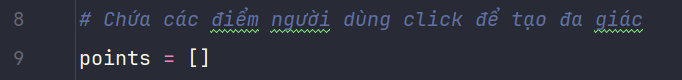 8 # Chứa các điểm người dùng click để tạo đa giác
9 points = []